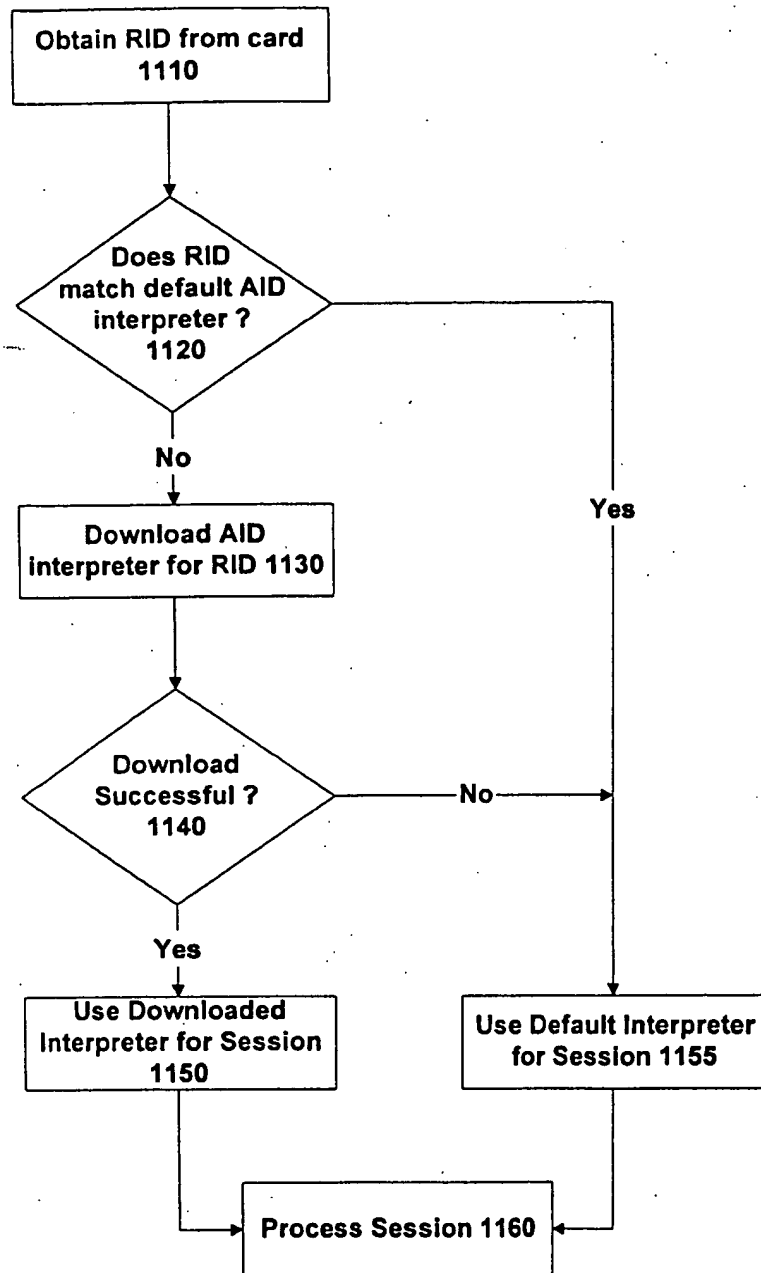 Obtain RID from card
1110
Does RID
match default AID
interpreter ?
1120
No
Yes
Download AID
interpreter for RID 1130
Download
Successful ?
1140
No
Yes
Use Downloaded
Interpreter for Session
1150
Use Default Interpreter
for Session 1155
Process Session 1160